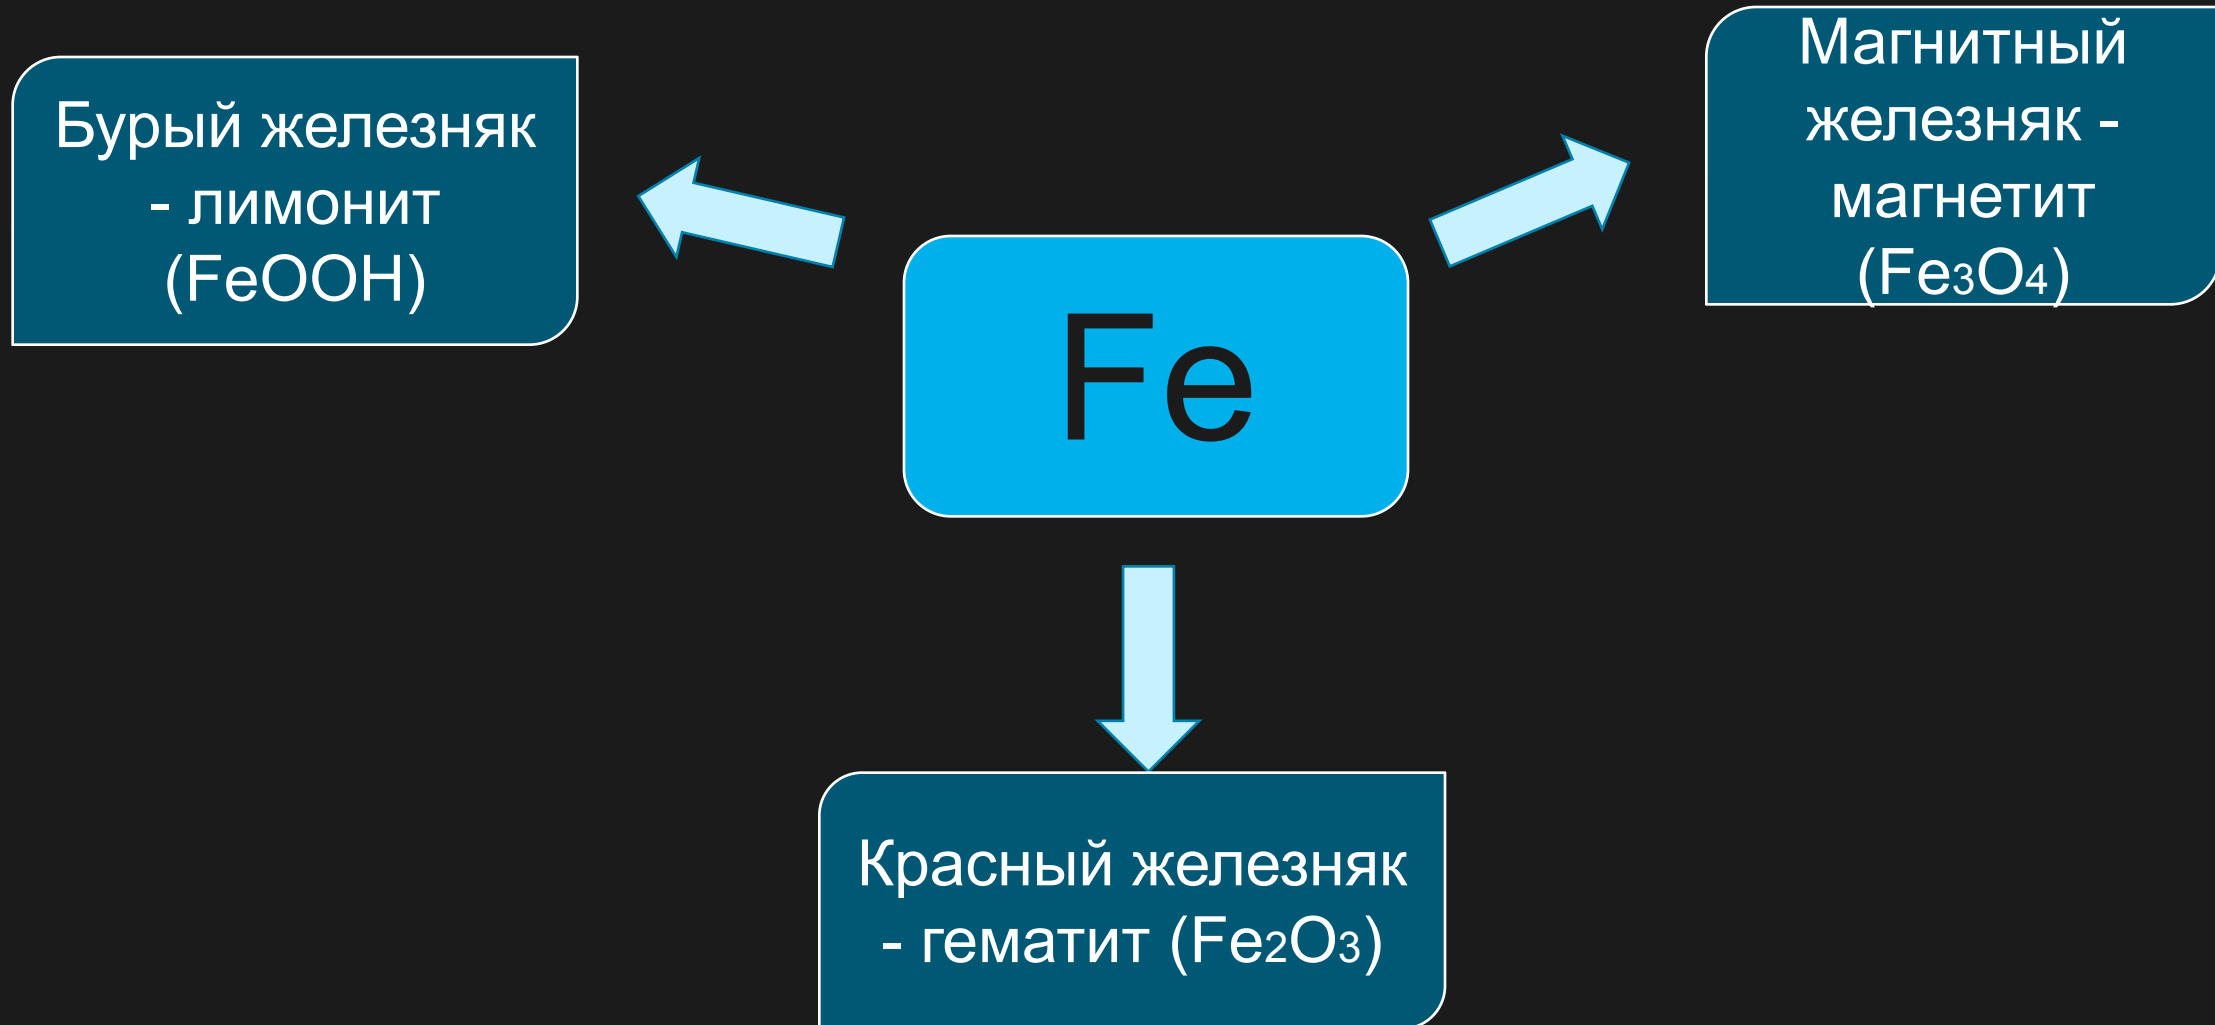 Бурый железняк
- лимонит
(FeOOH)
Магнитный
железняк -
магнетит
(Fe3O4)
Fe
Красный железняк
- гематит (Fe2O3)